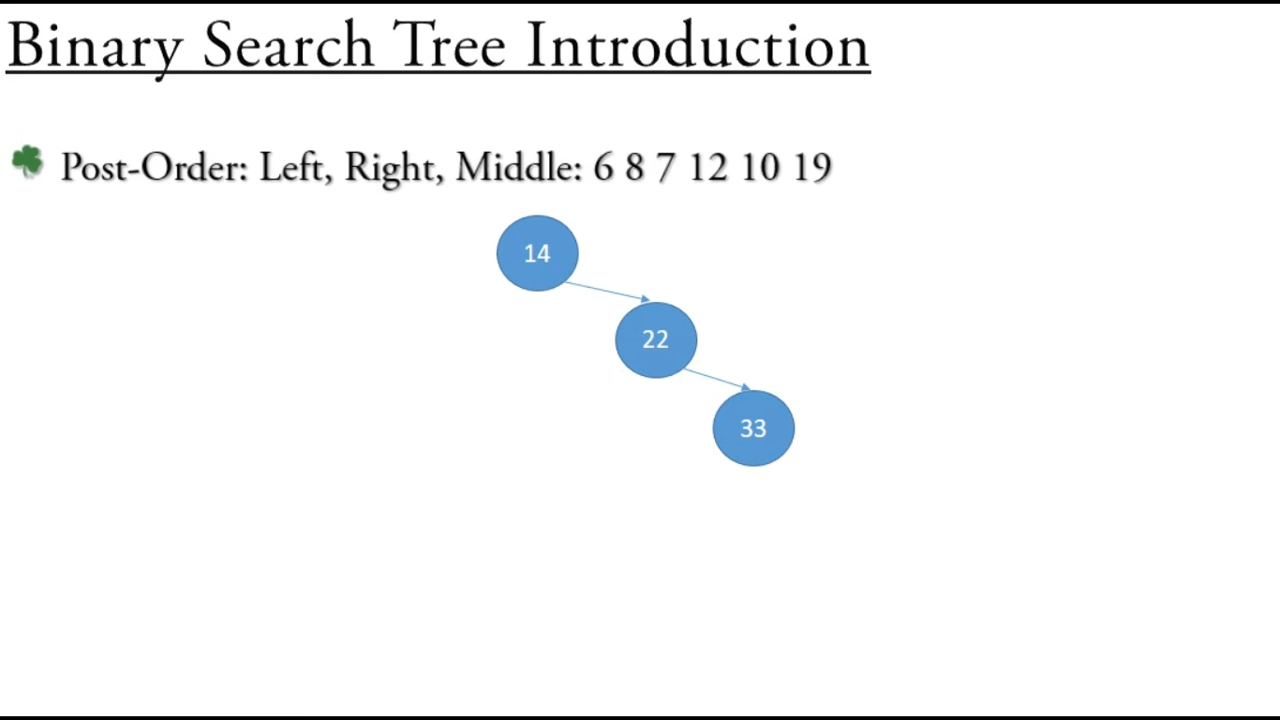 Binary Search Tree Introduction
Post-Order: Left, Right, Middle: 6 8 7 12 10 19
14
22
33